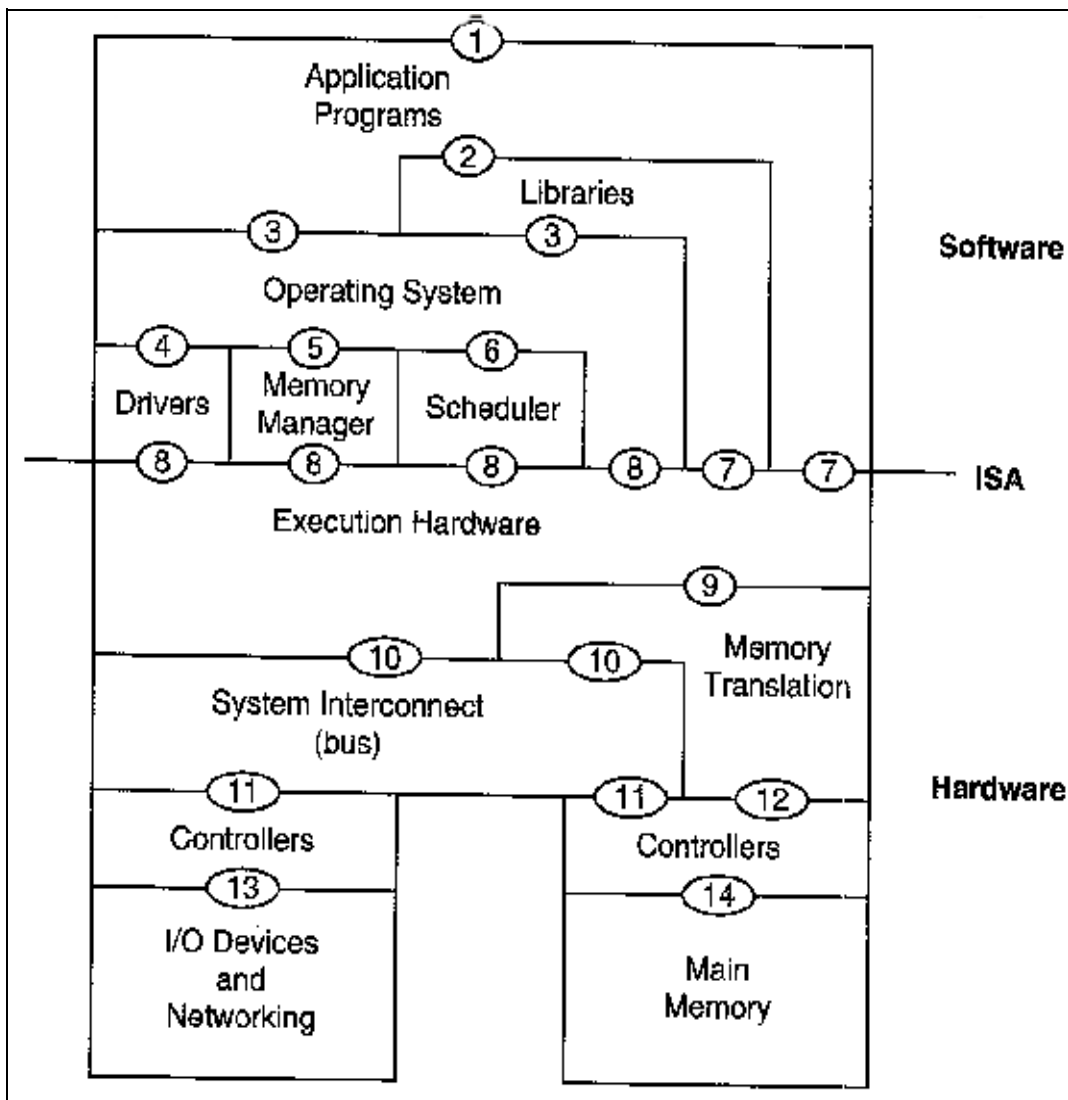 1
Application
Programs
2
Libraries
3
3
Software
Operating System
4
5
6
Drivers
Memory
Manager
Scheduler
8
8
8
8
7
7
ISA
Execution Hardware
9
10
10
Memory
Translation
System Interconnect
(bus)
11
11
12
Hardware
Controllers
Controllers
13
14
I/O Devices
and
Networking
Main
Memory